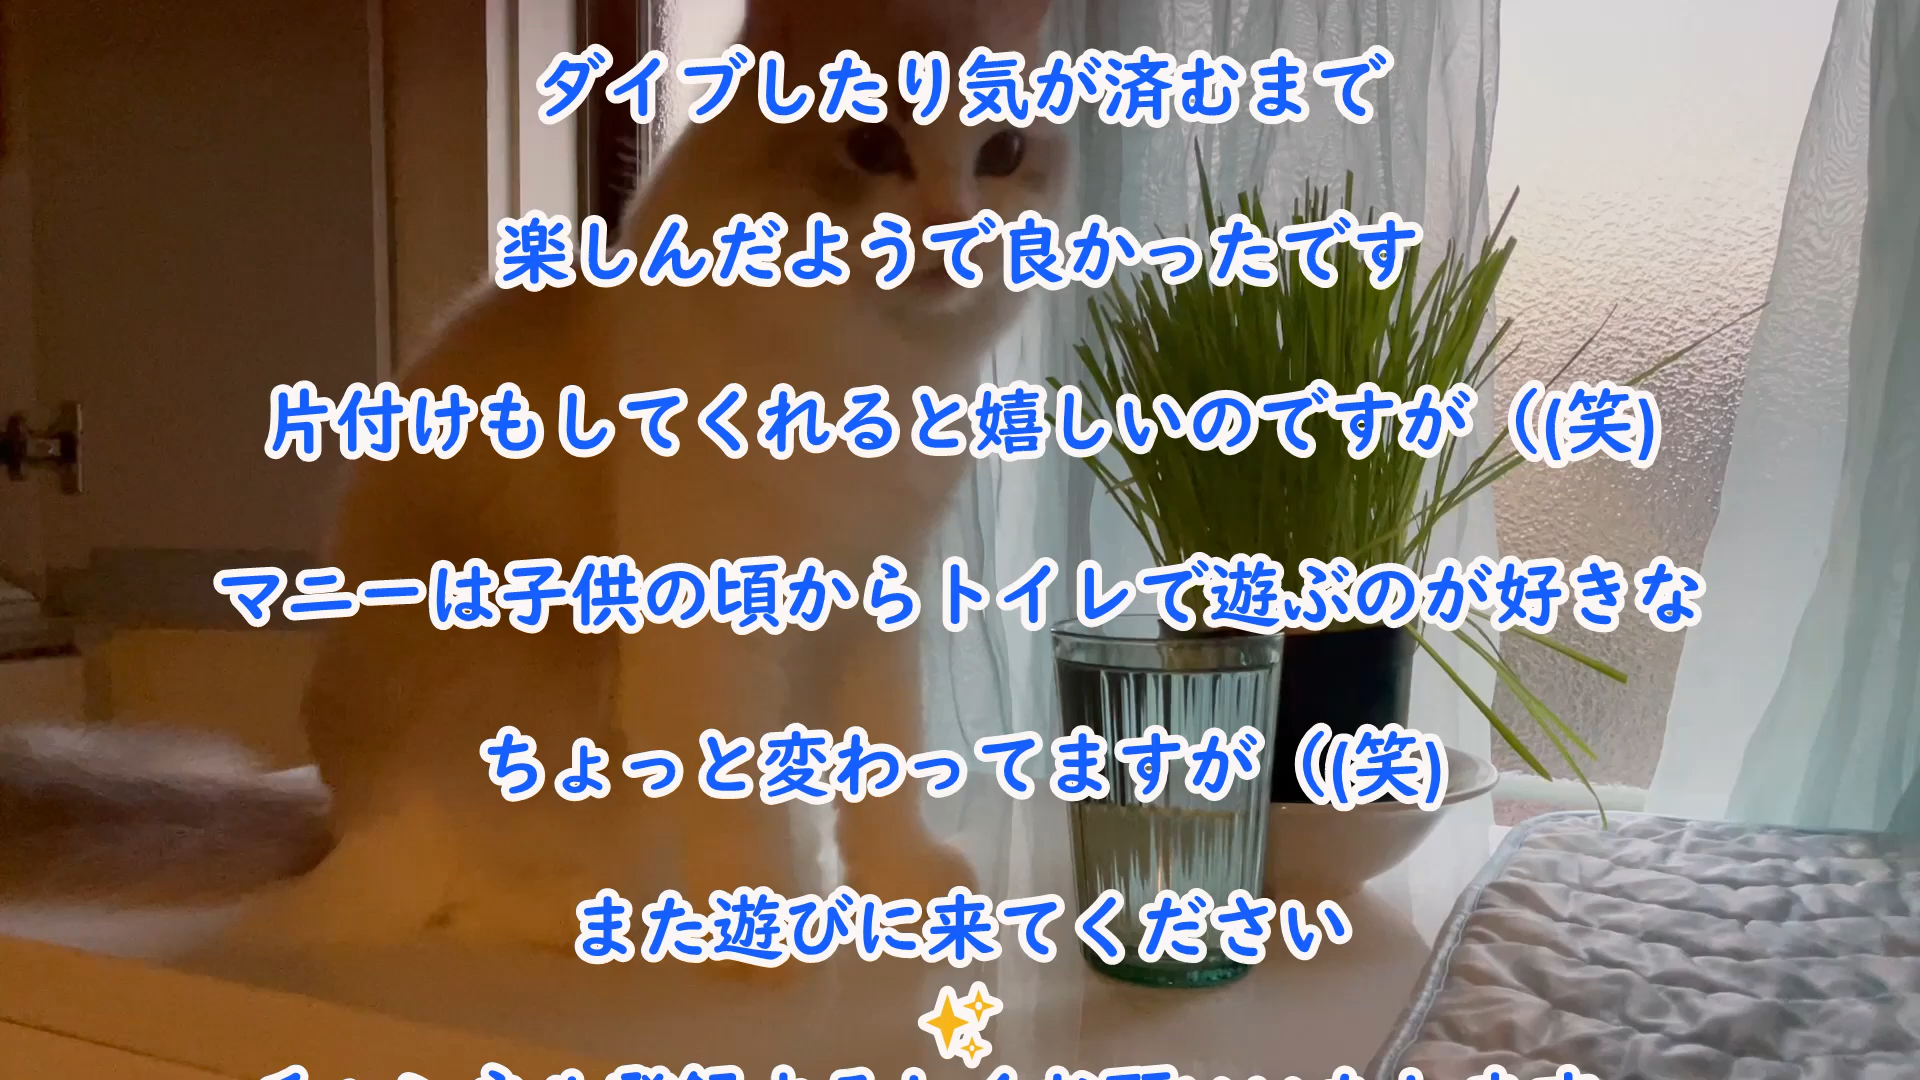 ダイブしたり気が済むまで
楽しんだようで良かったです
片付けもしてくれると嬉しいのですが（(笑)
マニーは子供の頃からトイレで遊ぶのが好きな
ちょっと変わってますが（(笑)
また遊びに来てください
✨